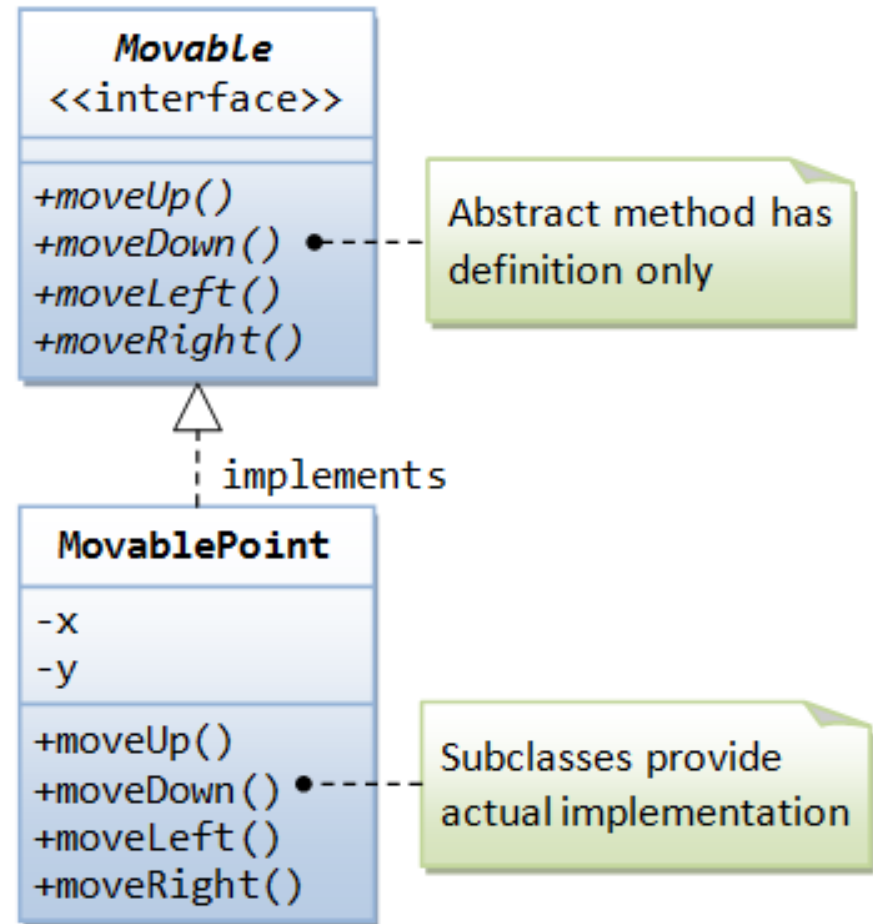 Movable
<<interface>>
+moveUp()
+moveDown()
+moveLeft()
+moveRight()
Abstract method has
definition only
implements
MovablePoint
-x
-y
+moveUp()
+moveDown()
+moveLeft()
+moveRight()
Subclasses provide
actual implementation